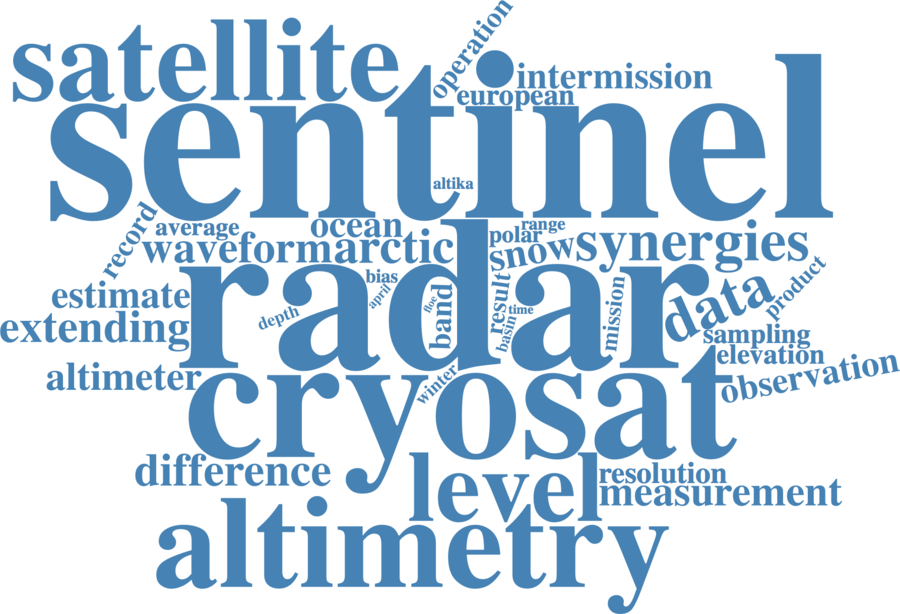 operation
satellite
intermission
european
sentinel
altika
record
average
ocean
range
polar
waveform
arctic
snow
synergies
bias
april
floe
band
result
time
basin
mission
data
product
radar
estimate
depth
extending
sampling
elevation
altimeter
winter
observation
cryosat
difference
level
resolution
measurement
altimetry